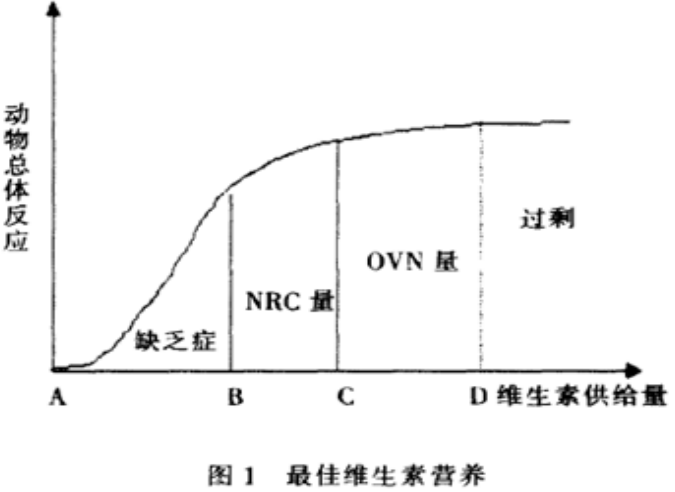 动物总体反应
过剩
OVN 量
NRC 量
缺乏症
A
B
C
D 维生素供给量
图 1 最佳维生素营养